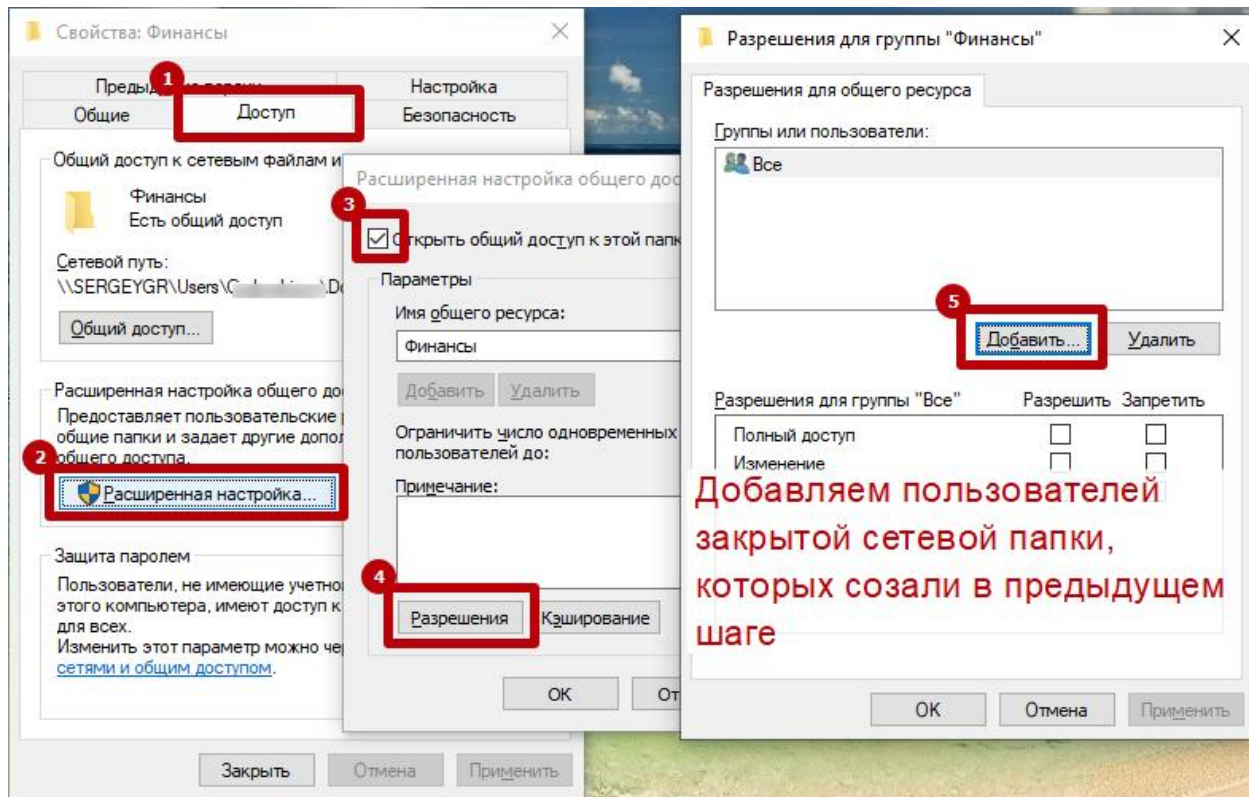 Свойства: Финансы
1
Настройка
Общие
Доступ
Безопасность
Общий доступ к сетевым файлам и
Финансы
Есть общий доступ
Сетевой путь:
\\SERGEYGR\Users\
Общий доступ...
Расширенная настройка общего до
Предоставляет пользовательские
общие папки и задает другие допол
общего доступа.
2
Расширенная настройка...
Защита паролем
Пользователи, не имеющие учетно
этого компьютера, имеют доступ к
для всех.
Изменить этот параметр можно че
сетями и общим доступом.
Закрыть
Отмена
Применить
Расширенная настройка общего дос
3
Открыть общий доступ к этой папк
Параметры
Имя общего ресурса:
Финансы
Добавить
Удалить
Ограничить число одновременных
пользователей до:
Примечание:
4
Разрешения
Кэширование
ОК
От
Разрешения для группы "Финансы"
Разрешения для общего ресурса
Группы или пользователи:
Все
5
Добавить...
Удалить
Разрешения для группы "Все"
Разрешить
Запретить
Полный доступ
Изменение
Добавляем пользователей
закрытой сетевой папки,
которых созали в предыдущем
шаге
ОК
Отмена
Применить